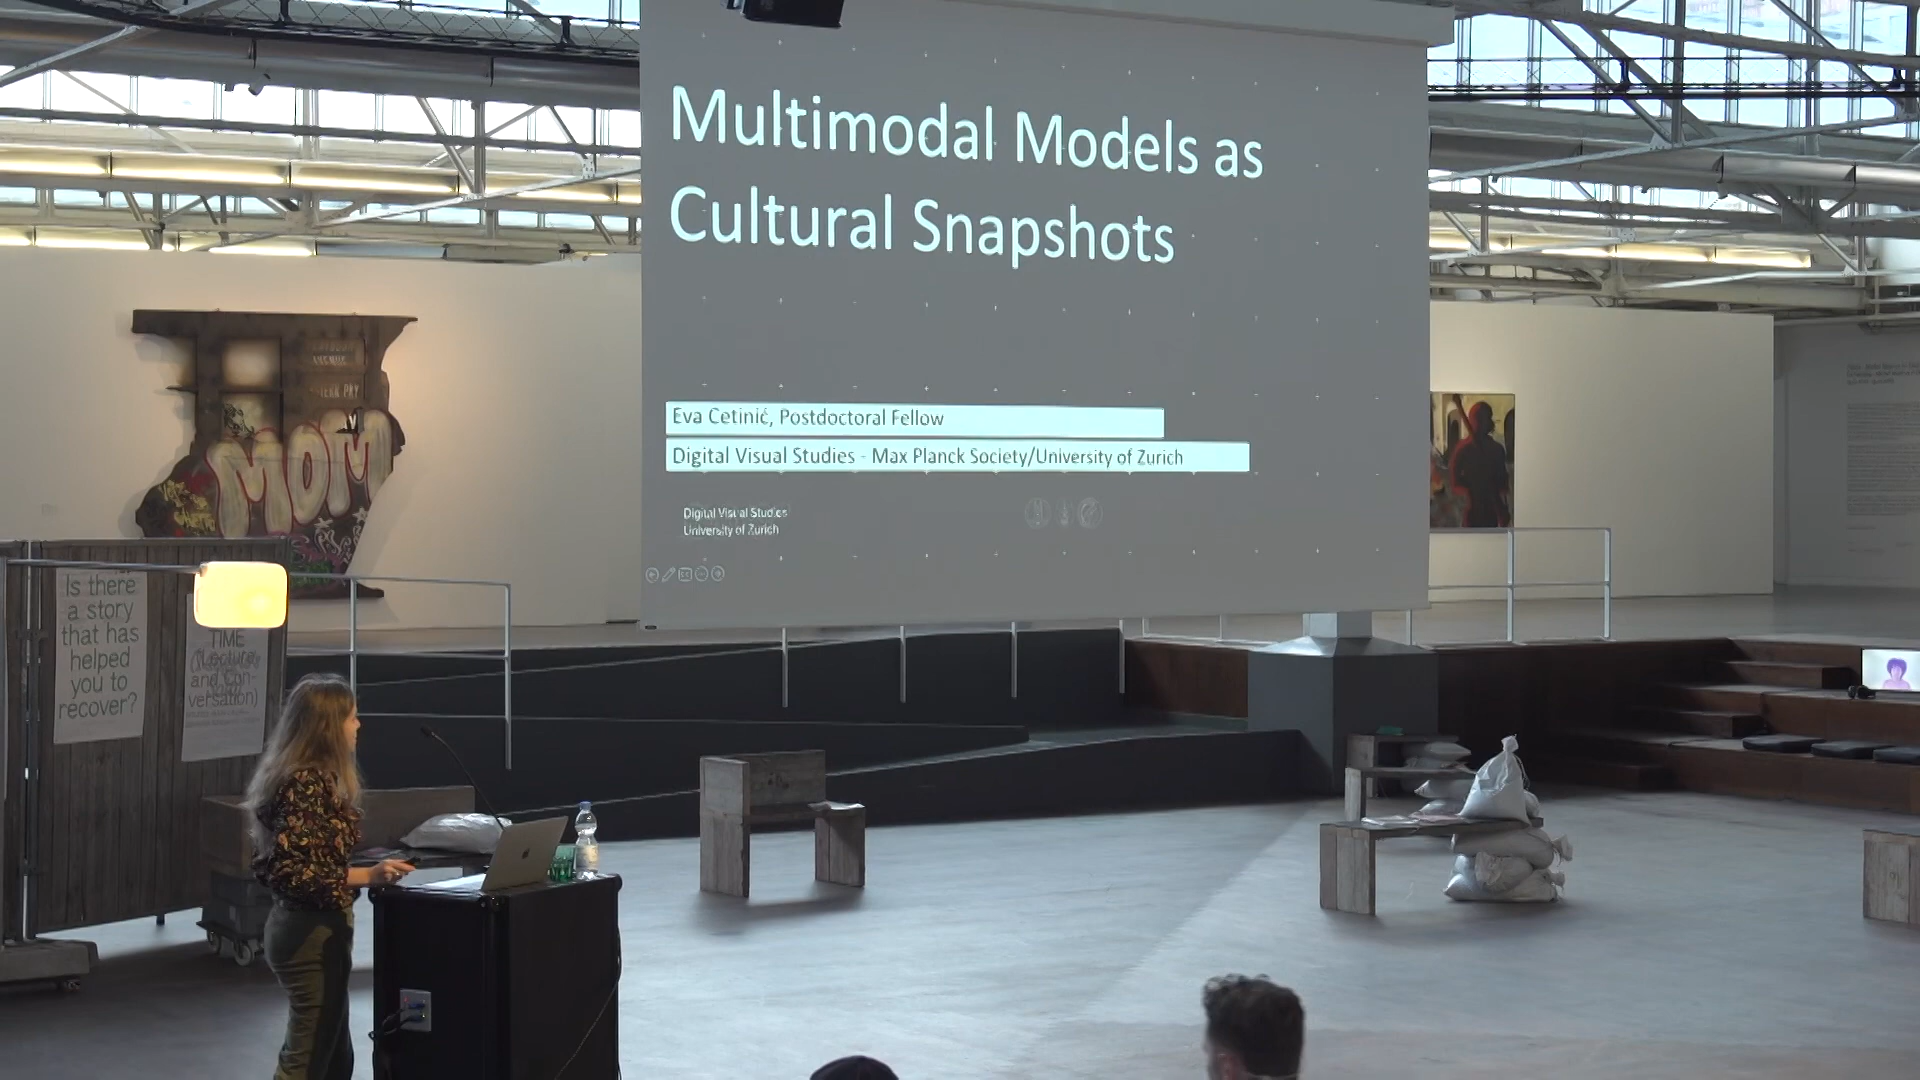 Multimodal Models as
Cultural Snapshots
Eva Cetinić, Postdoctoral Fellow
Digital Visual Studies - Max Planck Society/University of Zurich
Digital Visual Studies
University of Zurich
AVENUE
MOM
Is there
a story
that has
helped
you to
recover?
TIME
(Lecture
and Con-
versation)